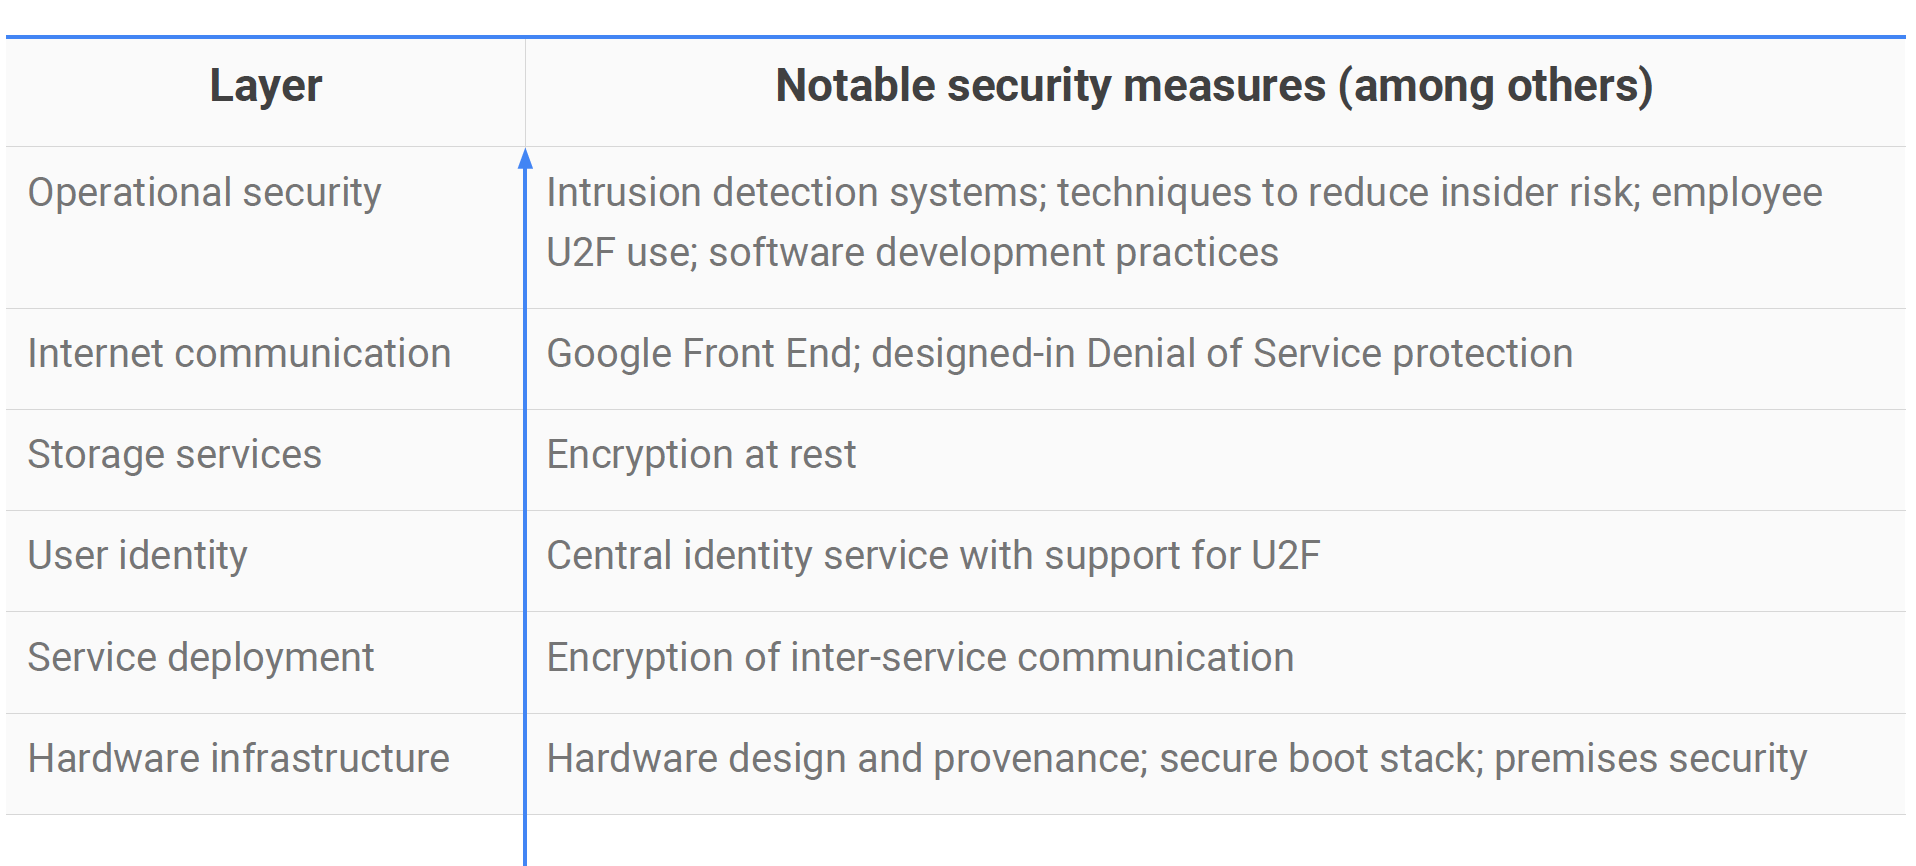 Layer
Notable security measures (among others)
Operational security
Intrusion detection systems; techniques to reduce insider risk; employee
U2F use; software development practices
Internet communication
Google Front End; designed-in Denial of Service protection
Storage services
Encryption at rest
User identity
Central identity service with support for U2F
Service deployment
Encryption of inter-service communication
Hardware infrastructure
Hardware design and provenance; secure boot stack; premises security